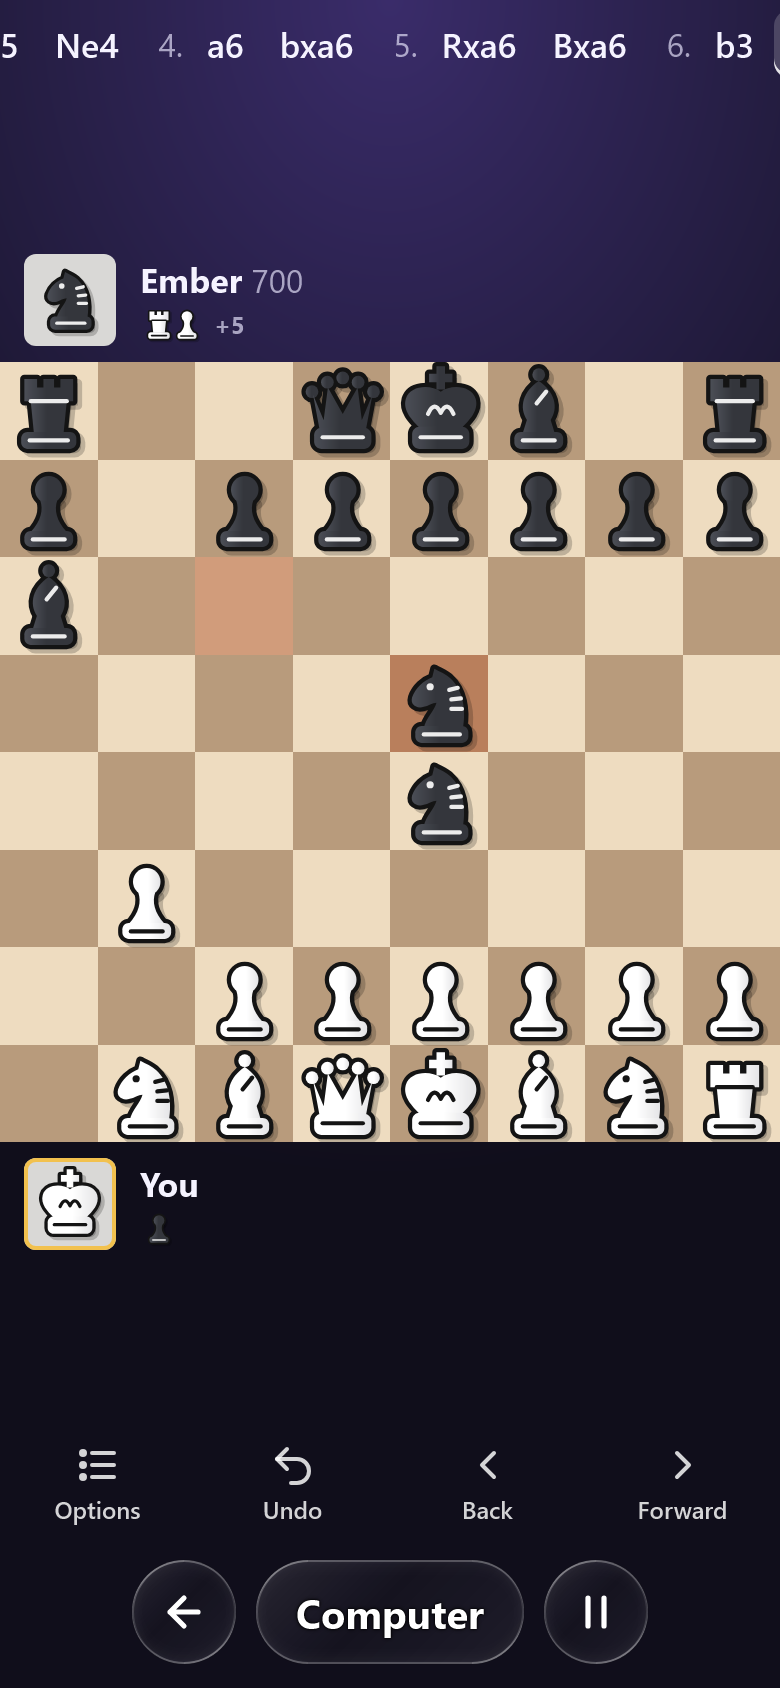 5 Ne4 4. a6 bxa6 5. Rxa6 Bxa6 6. b3
Ember 700
+5
You
Options Undo Back Forward
Computer